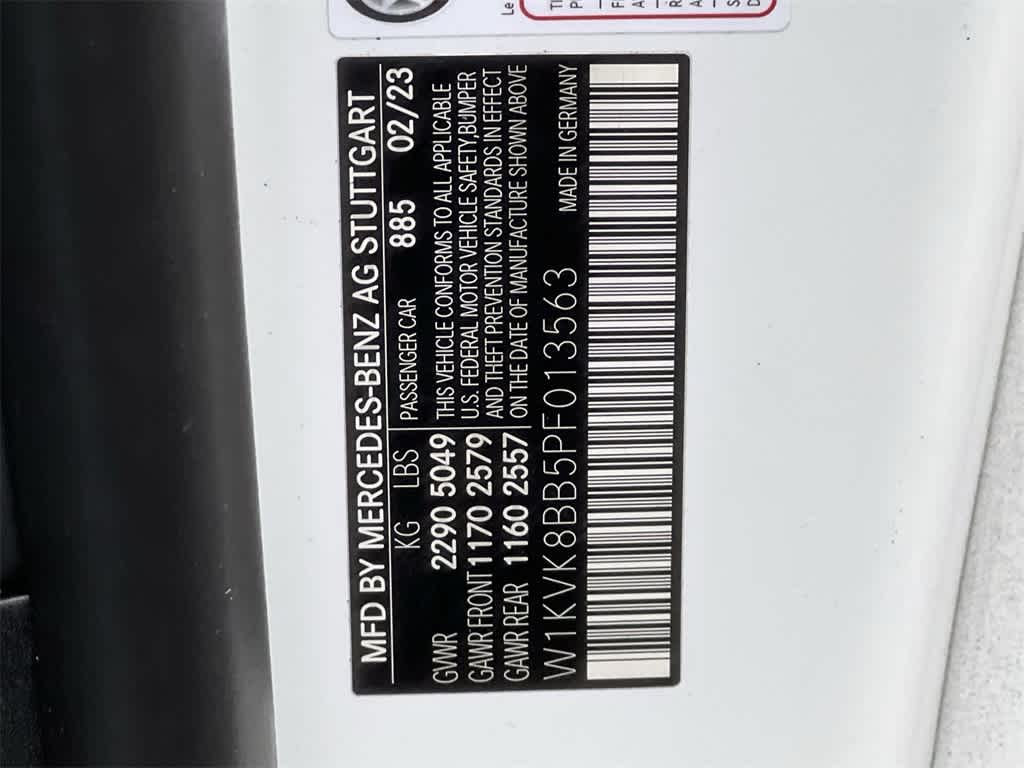 MFD BY MERCEDES-BENZ AG STUTTGART
KG LBS PASSENGER CAR 885 02/23
GVWR 2290 5049 THIS VEHICLE CONFORMS TO ALL APPLICABLE
GAWR FRONT 1170 2579 U.S. FEDERAL MOTOR VEHICLE SAFETY,BUMPER
GAWR REAR 1160 2557 AND THEFT PREVENTION STANDARDS IN EFFECT
ON THE DATE OF MANUFACTURE SHOWN ABOVE
W1KVK8BB5PF013563 MADE IN GERMANY
Le